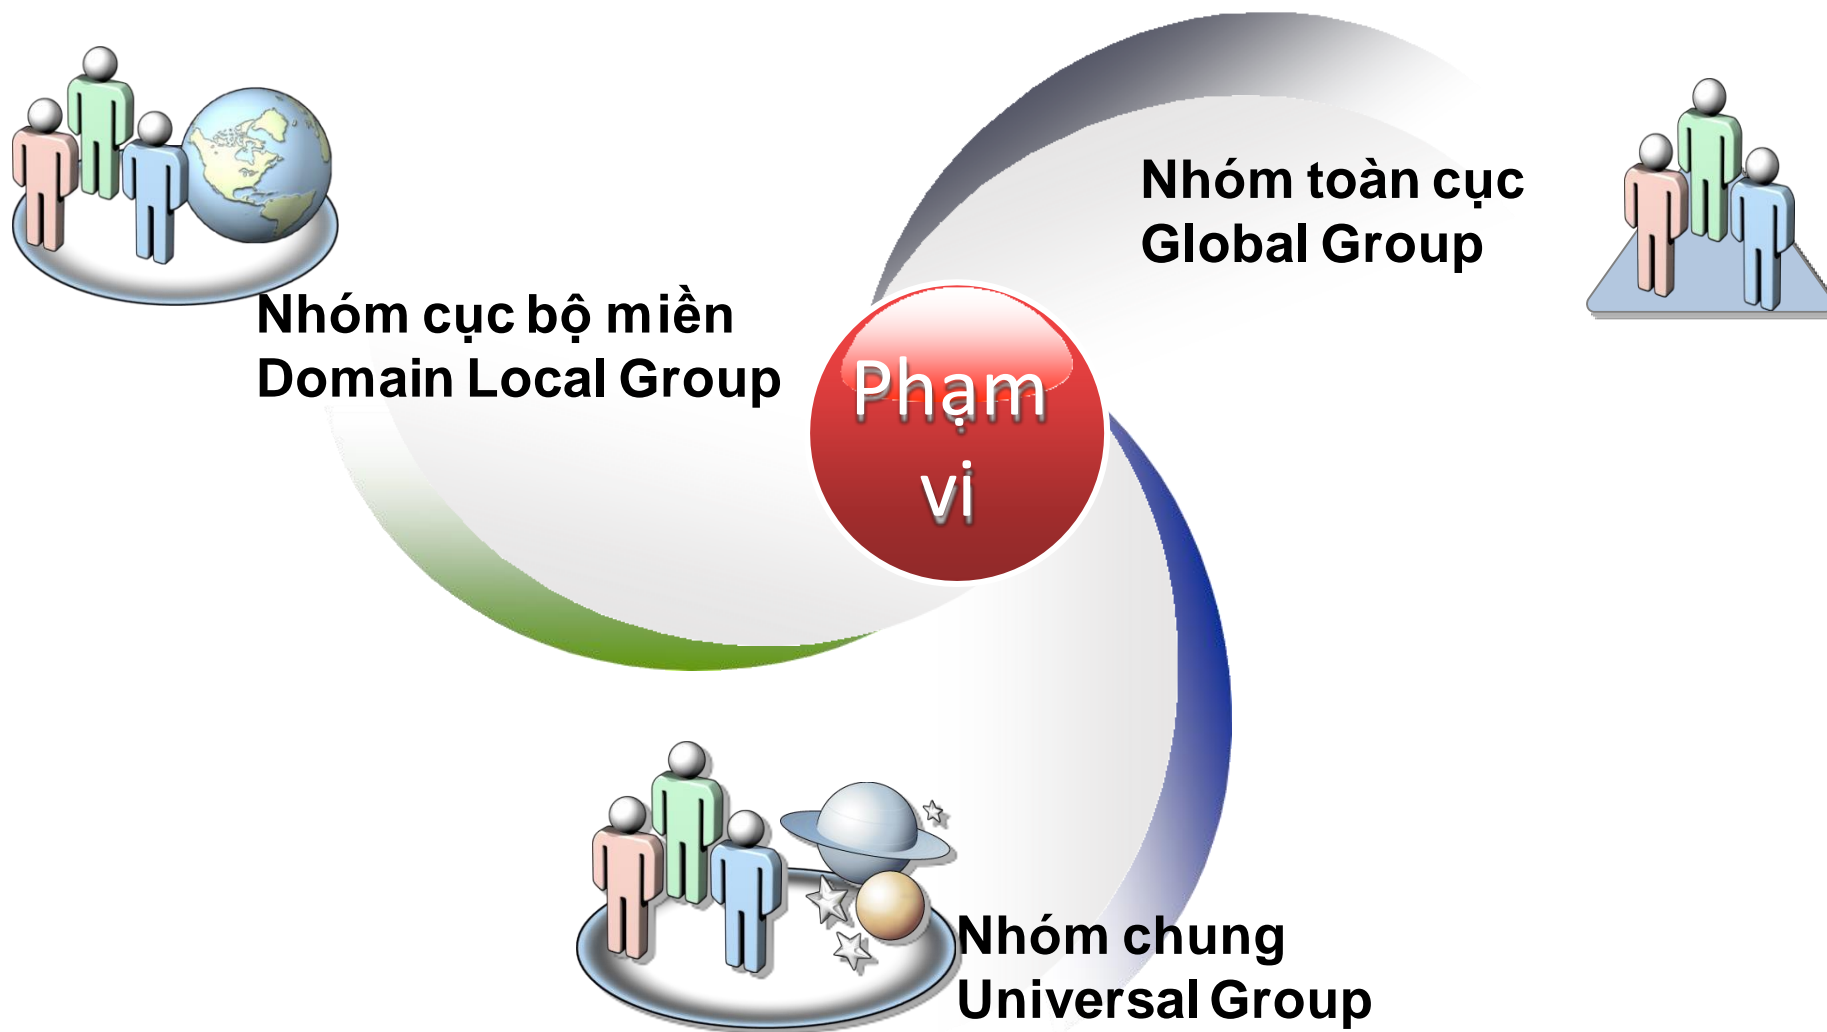 Nhóm toàn cục
Global Group
Nhóm cục bộ miền
Domain Local Group
Phạm
vi
Nhóm chung
Universal Group